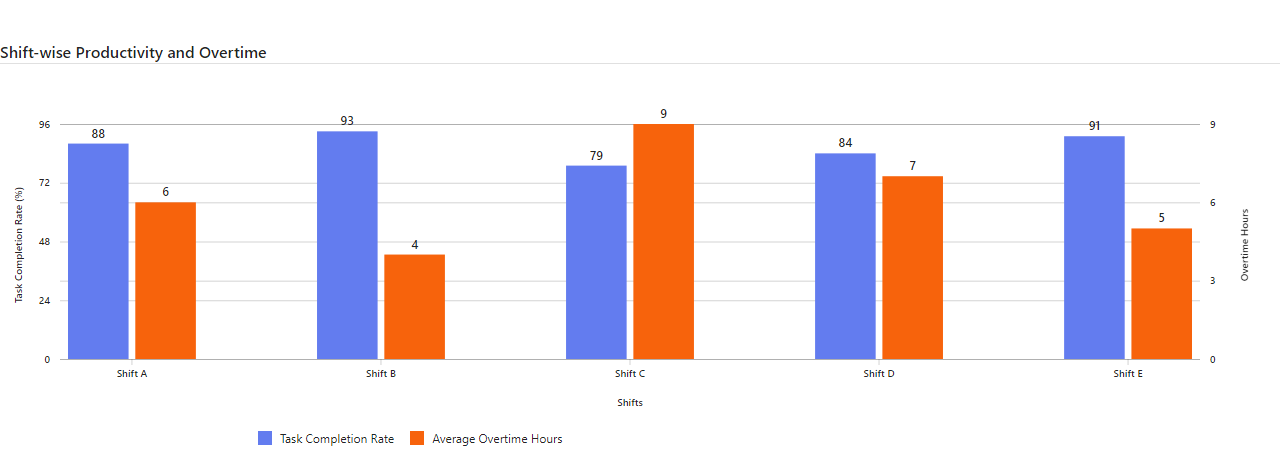 Shift-wise Productivity and Overtime
96
72
48
24
0
Task Completion Rate (%)
88
6
93
4
79
9
84
7
91
5
9
6
3
0
Overtime Hours
Shift A
Shift B
Shift C
Shift D
Shift E
Shifts
Task Completion Rate
Average Overtime Hours